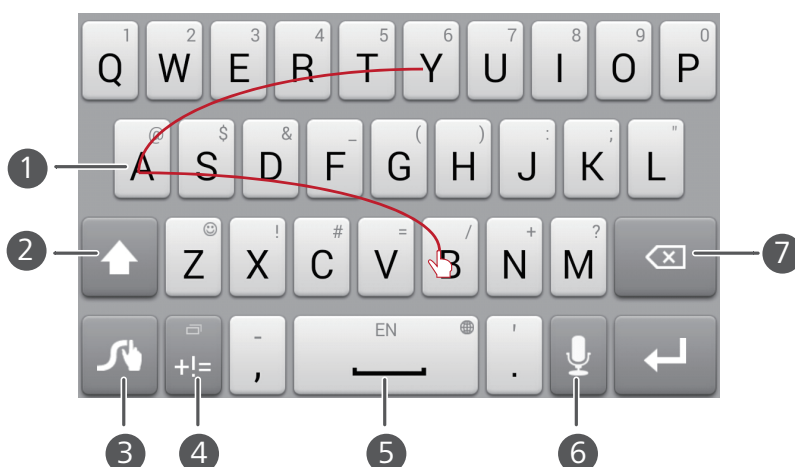 1 2 3 4 5 6 7 8 9 0
Q W E R T Y U I O P
@ $ & _ ( ) : ; "
1 A S D F G H J K L
! # = / + ?
2 Z X C V B N M 7
- EN '
+!= , .
3 4 5 6